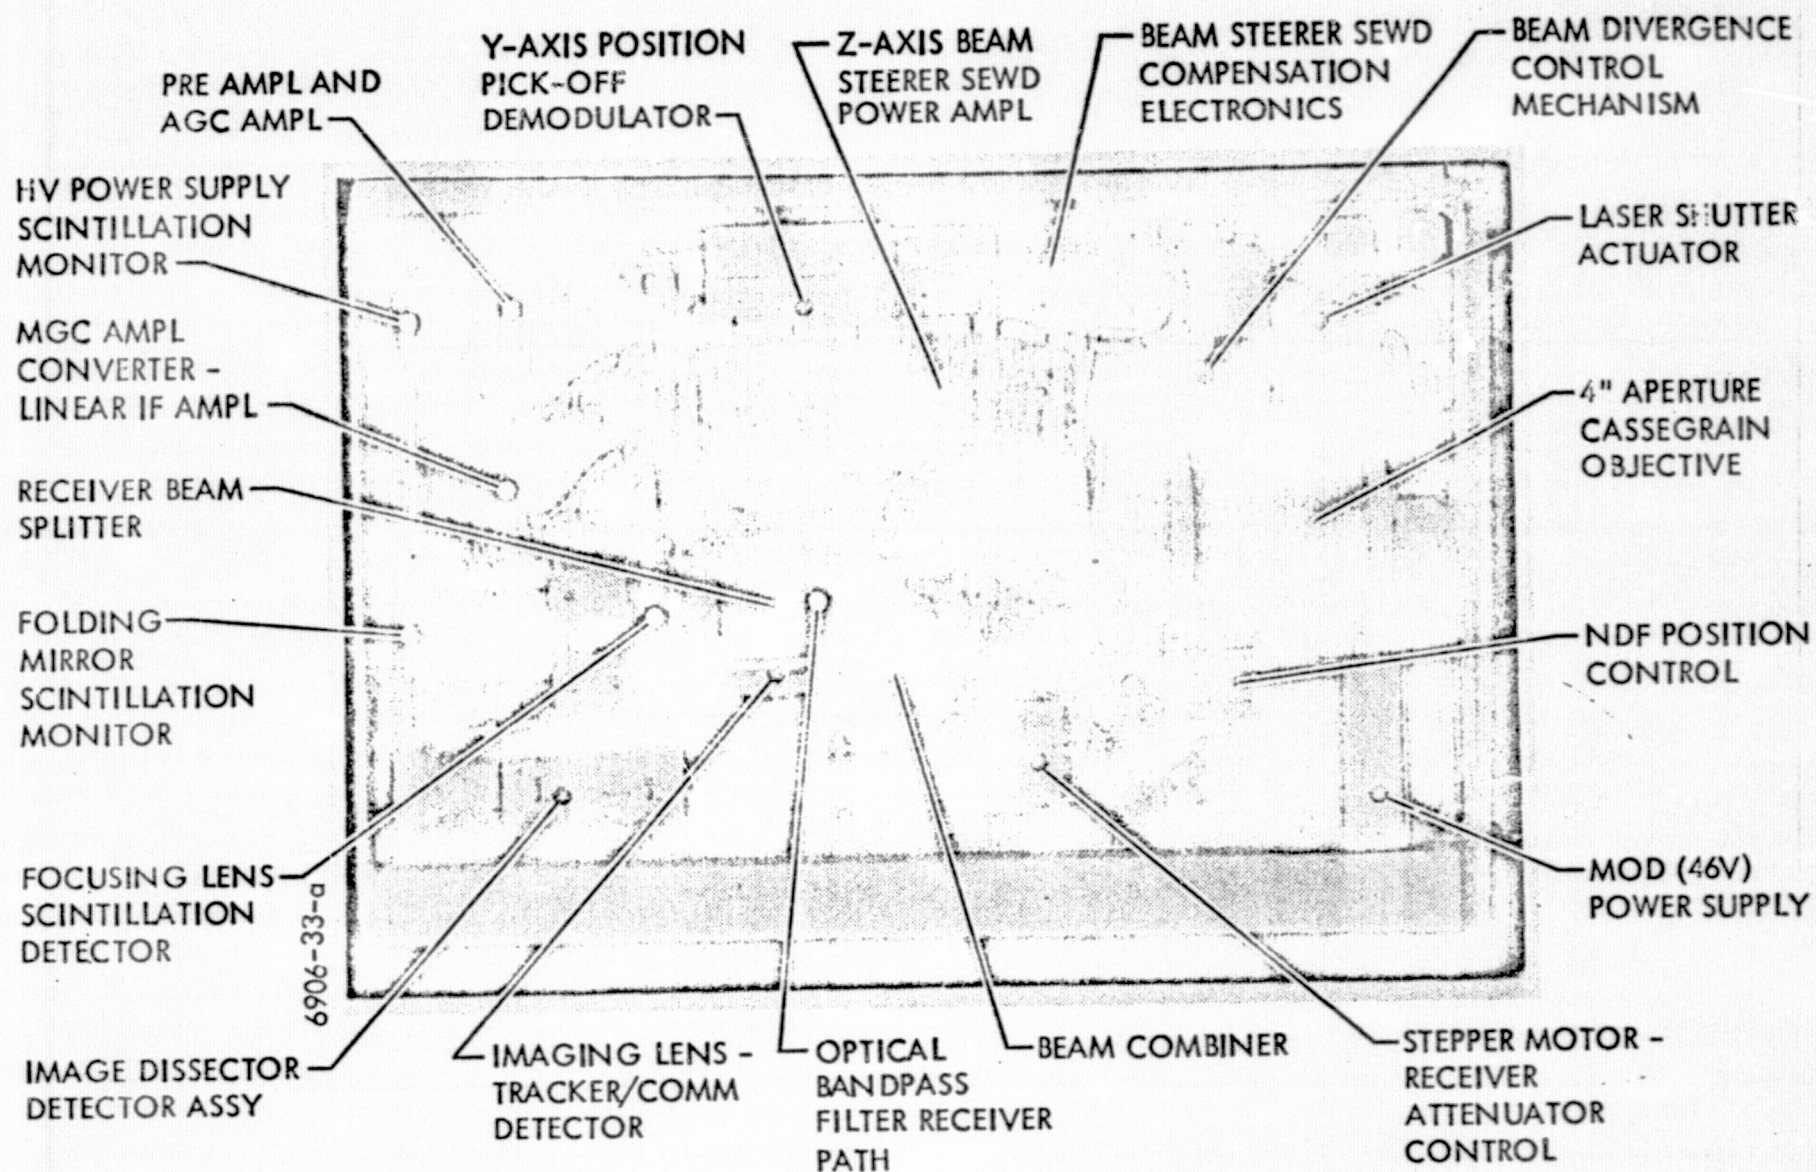 PRE AMPL AND
AGC AMPL
Y-AXIS POSITION
PICK-OFF
DEMODULATOR
Z-AXIS BEAM
STEERER SEWD
POWER AMPL
BEAM STEERER SEWD
COMPENSATION
ELECTRONICS
BEAM DIVERGENCE
CONTROL
MECHANISM
HV POWER SUPPLY
SCINTILLATION
MONITOR
LASER SHUTTER
ACTUATOR
MGC AMPL
CONVERTER -
LINEAR IF AMPL
4" APERTURE
CASSEGRAIN
OBJECTIVE
RECEIVER BEAM
SPLITTER
FOLDING
MIRROR
SCINTILLATION
MONITOR
NDF POSITION
CONTROL
FOCUSING LENS
SCINTILLATION
DETECTOR
MOD (46V)
POWER SUPPLY
6906-33-a
IMAGE DISSECTOR
DETECTOR ASSY
IMAGING LENS -
TRACKER/COMM
DETECTOR
OPTICAL
BANDPASS
FILTER RECEIVER
PATH
BEAM COMBINER
STEPPER MOTOR -
RECEIVER
ATTENUATOR
CONTROL